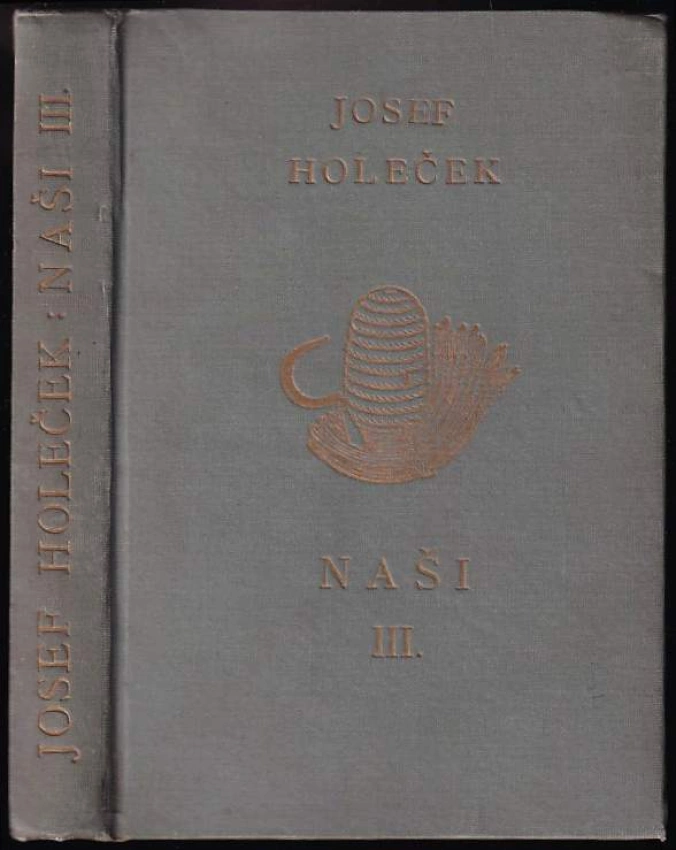 JOSEF HOLEČEK: NAŠI III.
JOSEF
HOLEČEK
NAŠI
III.